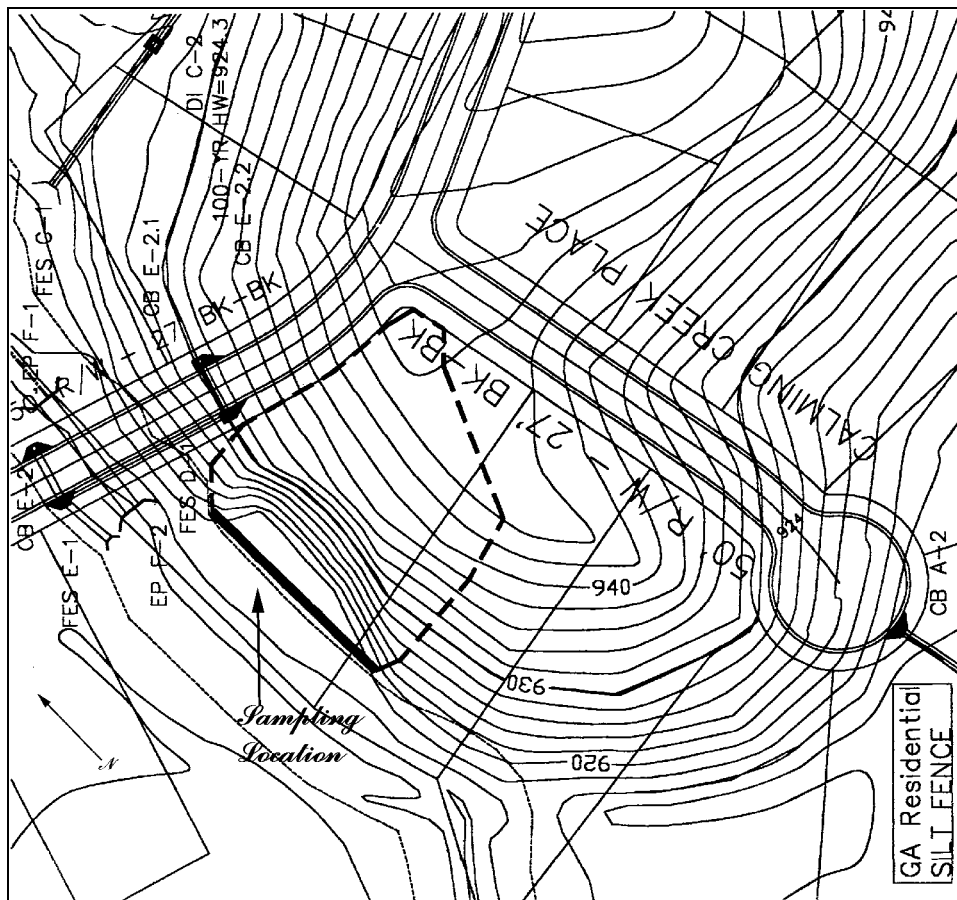 DI C-2
100-YR HW=924.3
CB E-2.2
CB E-2.1
FES C-1
EP F-1
27' BK-BK
CB E-2
FES D-1
FES E-1
EP E-2
CALMING CREEK PLACE
50' R/W - 27' BK-BK
924
940
930
920
CB A-2
N
Sampling
Location
GA Residential
SILT FENCE